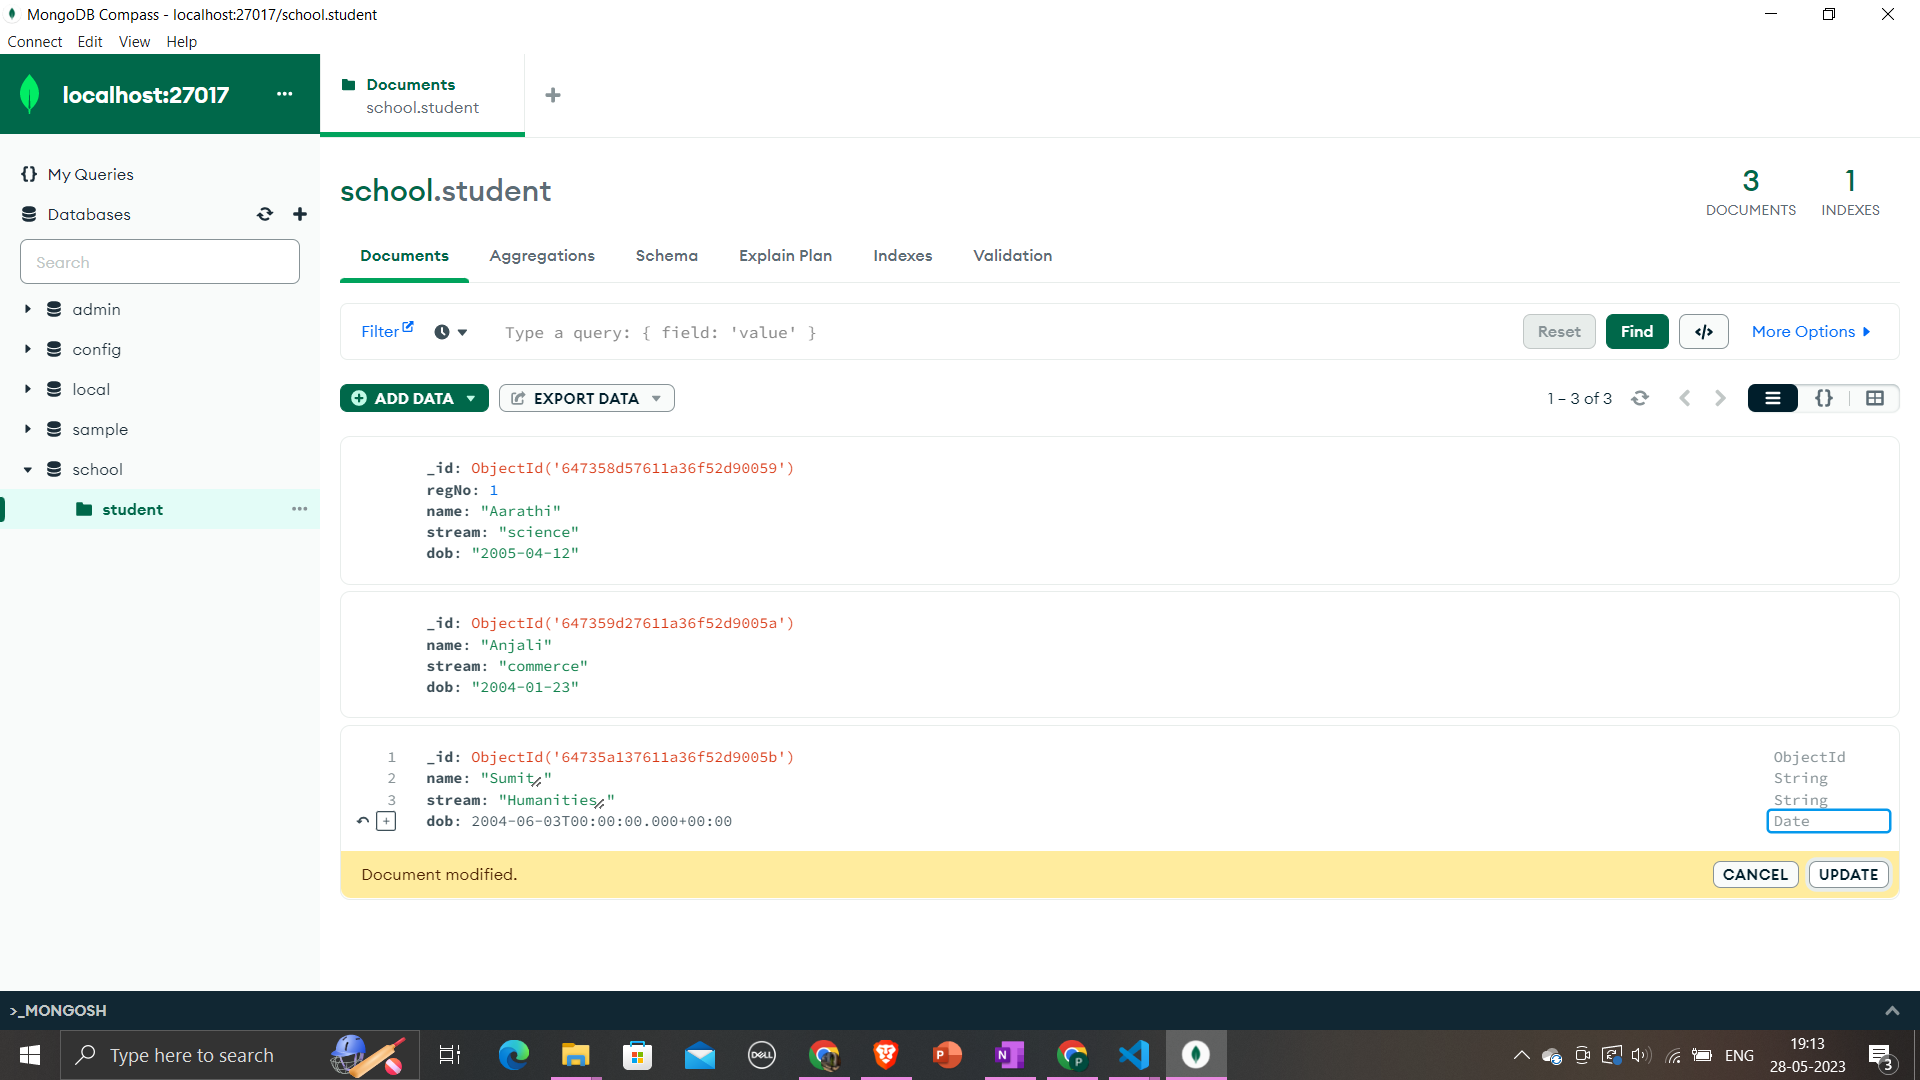 MongoDB Compass - localhost:27017/school.student
Connect Edit View Help
localhost:27017 ...
Documents
school.student
{} My Queries
Databases
Search
admin
config
local
sample
school
student
school.student
3
DOCUMENTS
1
INDEXES
Documents Aggregations Schema Explain Plan Indexes Validation
Filter Type a query: { field: 'value' } Reset Find </> More Options
ADD DATA EXPORT DATA 1 – 3 of 3 {}
_id: ObjectId('647358d57611a36f52d90059')
regNo: 1
name: "Aarathi"
stream: "science"
dob: "2005-04-12"
_id: ObjectId('647359d27611a36f52d9005a')
name: "Anjali"
stream: "commerce"
dob: "2004-01-23"
1 _id: ObjectId('64735a137611a36f52d9005b') ObjectId
2 name: "Sumit" String
3 stream: "Humanities" String
dob: 2004-06-03T00:00:00.000+00:00 Date
Document modified. CANCEL UPDATE
>_MONGOSH
Type here to search
DELL
ENG
19:13
28-05-2023
3